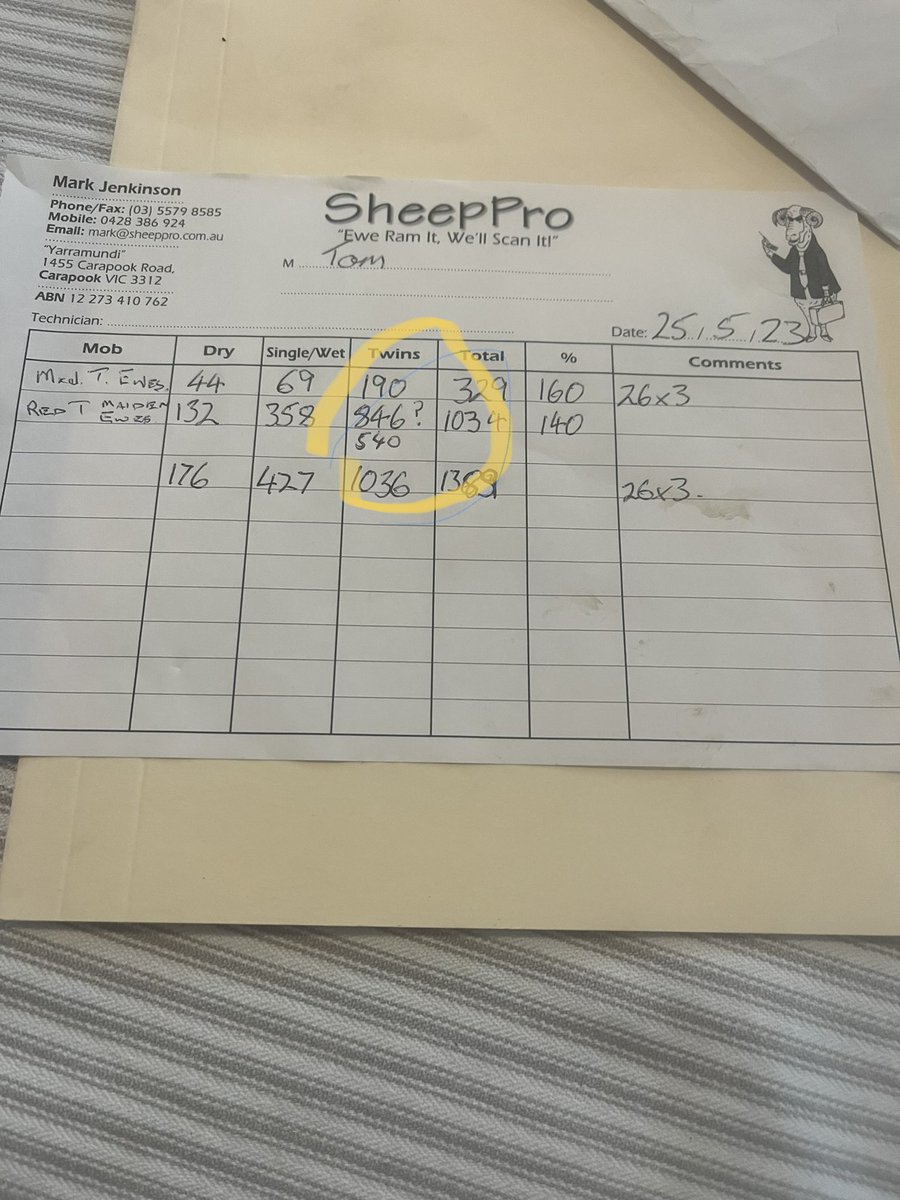 Mark Jenkinson
Phone/Fax: (03) 5579 8585
Mobile: 0428 386 924
Email: mark@sheeppro.com.au
"Yarramundi"
1455 Carapook Road,
Carapook VIC 3312
ABN 12 273 410 762
SheepPro
"Ewe Ram It, We'll Scan It!"
M Tom
Technician:
Date: 25/5/23
Mob Dry Single/Wet Twins Total % Comments
T. EWES. 44 69 190 329 160 26x3
RED T MAIDEN EWES 132 358 846? 1034 140
540
176 427 1036 26x3.